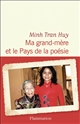 Minh Tran Huy
Ma grand-mère
et le Pays de la poésie
Flammarion